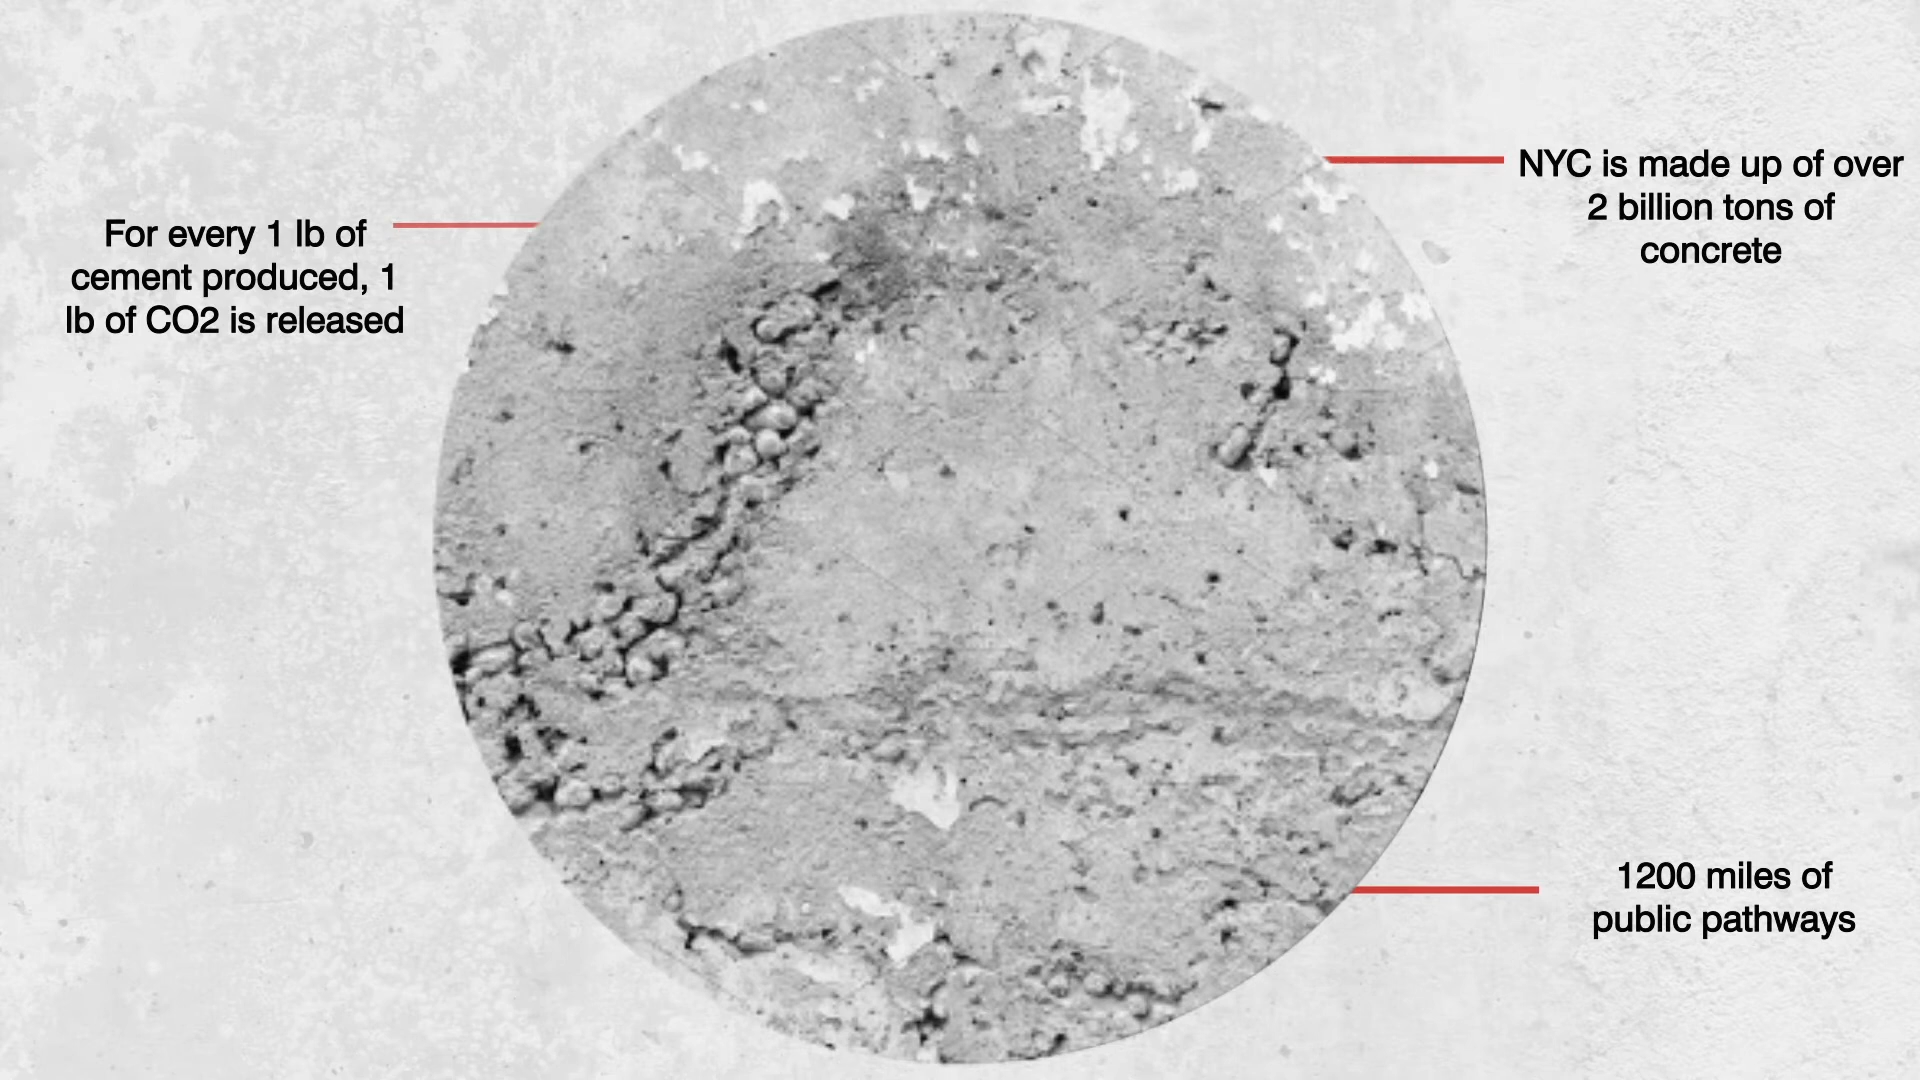 For every 1 lb of
cement produced, 1
lb of CO2 is released
NYC is made up of over
2 billion tons of
concrete
1200 miles of
public pathways